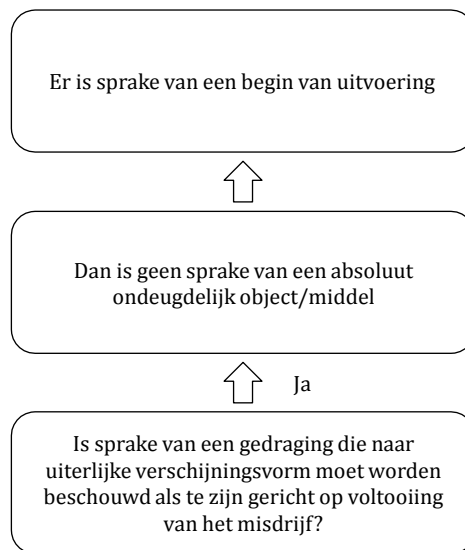 Er is sprake van een begin van uitvoering
Dan is geen sprake van een absoluut
ondeugdelijk object/middel
Ja
Is sprake van een gedraging die naar
uiterlijke verschijningsvorm moet worden
beschouwd als te zijn gericht op voltooiing
van het misdrijf?